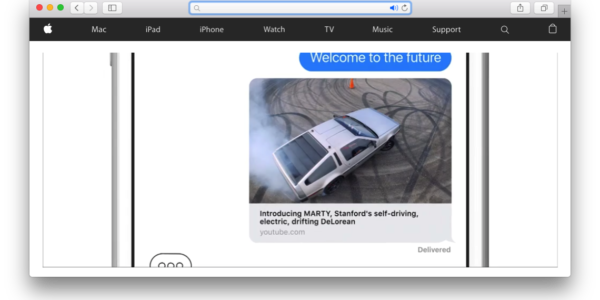 Mac iPad iPhone Watch TV Music Support
Welcome to the future
Introducing MARTY, Stanford's self-driving,
electric, drifting DeLorean
youtube.com
Delivered